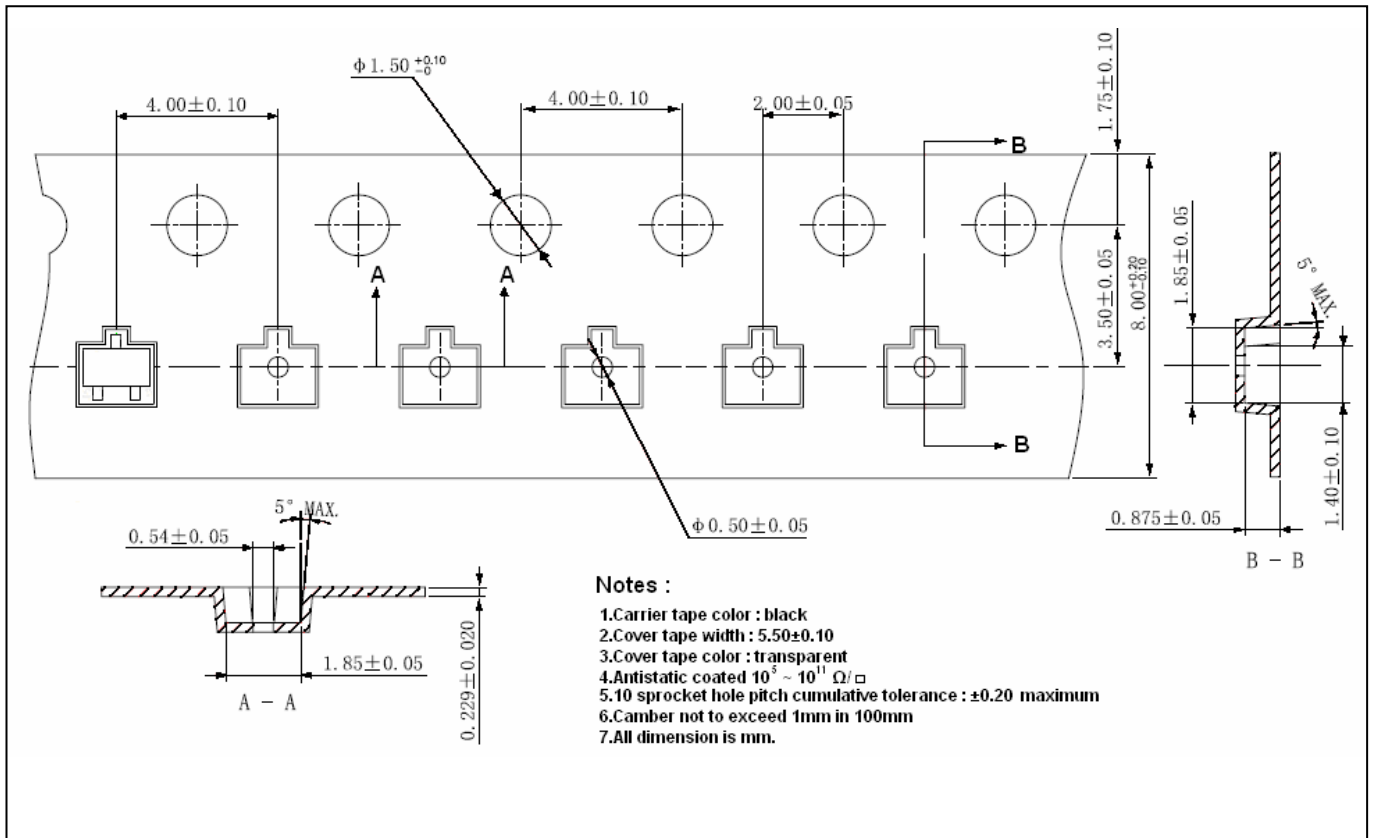 φ1.50 +0.10 -0
4.00±0.10
4.00±0.10
2.00±0.05
1.75±0.10
B
A
A
3.50±0.05
8.00 +0.20 -0.10
1.85±0.05
5° MAX.
B
1.40±0.10
0.875±0.05
B - B
5° MAX.
0.54±0.05
φ0.50±0.05
1.85±0.05
0.229±0.020
A - A
Notes :
1.Carrier tape color : black
2.Cover tape width : 5.50±0.10
3.Cover tape color : transparent
4.Antistatic coated 10⁵ ~ 10¹¹ Ω/□
5.10 sprocket hole pitch cumulative tolerance : ±0.20 maximum
6.Camber not to exceed 1mm in 100mm
7.All dimension is mm.